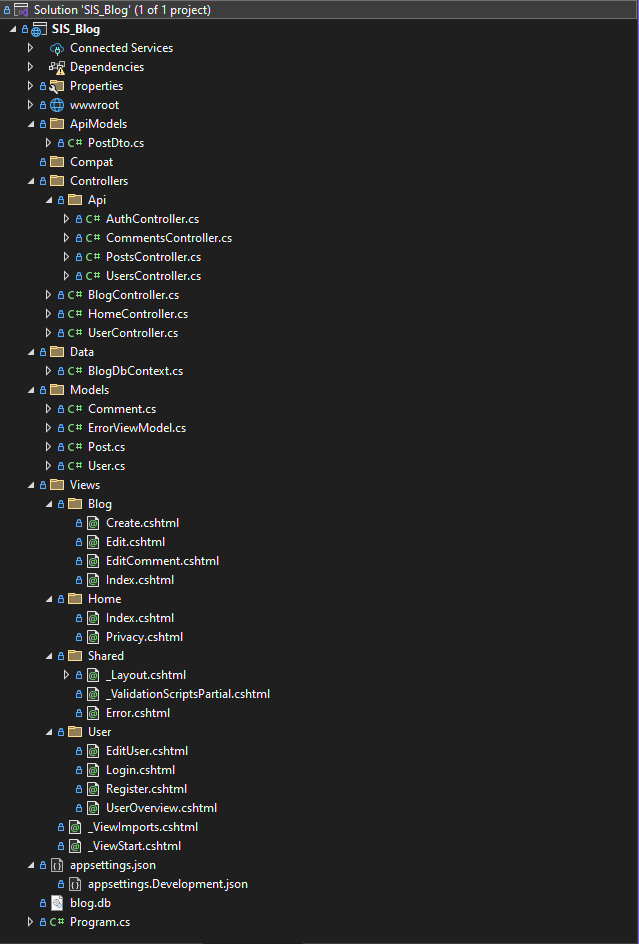 Solution 'SIS_Blog' (1 of 1 project)
SIS_Blog
Connected Services
Dependencies
Properties
wwwroot
ApiModels
C# PostDto.cs
Compat
Controllers
Api
C# AuthController.cs
C# CommentsController.cs
C# PostsController.cs
C# UsersController.cs
C# BlogController.cs
C# HomeController.cs
C# UserController.cs
Data
C# BlogDbContext.cs
Models
C# Comment.cs
C# ErrorViewModel.cs
C# Post.cs
C# User.cs
Views
Blog
Create.cshtml
Edit.cshtml
EditComment.cshtml
Index.cshtml
Home
Index.cshtml
Privacy.cshtml
Shared
_Layout.cshtml
_ValidationScriptsPartial.cshtml
Error.cshtml
User
EditUser.cshtml
Login.cshtml
Register.cshtml
UserOverview.cshtml
_ViewImports.cshtml
_ViewStart.cshtml
appsettings.json
appsettings.Development.json
blog.db
C# Program.cs